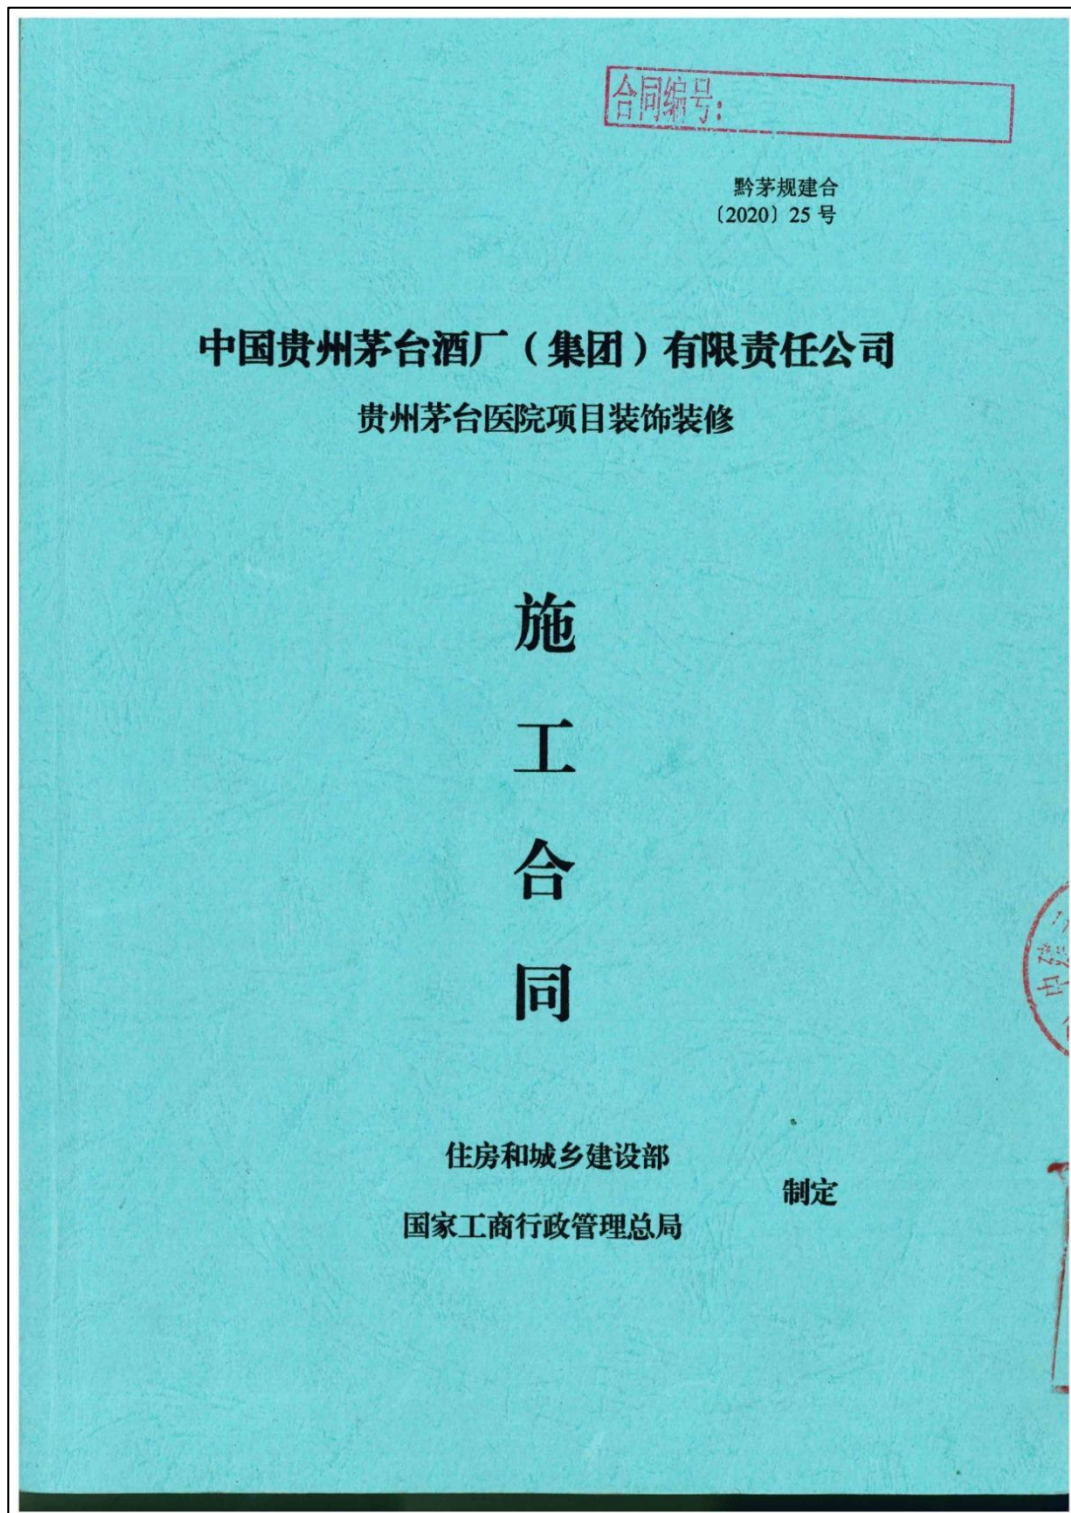 合同编号：
黔茅规建合
〔2020〕25 号
中国贵州茅台酒厂（集团）有限责任公司
贵州茅台医院项目装饰装修
施
工
合
同
住房和城乡建设部
制定
国家工商行政管理总局
中建